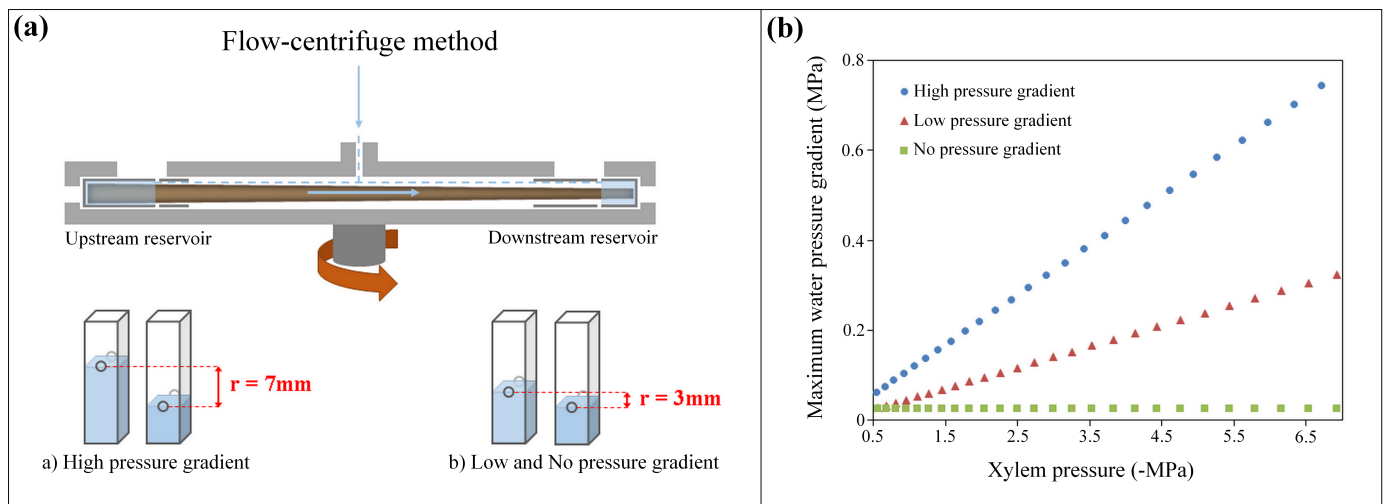 (a)
Flow-centrifuge method
Upstream reservoir
Downstream reservoir
r = 7mm
r = 3mm
a) High pressure gradient
b) Low and No pressure gradient
(b)
Maximum water pressure gradient (MPa)
0.8
0.6
0.4
0.2
0
High pressure gradient
Low pressure gradient
No pressure gradient
0.5 1.5 2.5 3.5 4.5 5.5 6.5
Xylem pressure (-MPa)